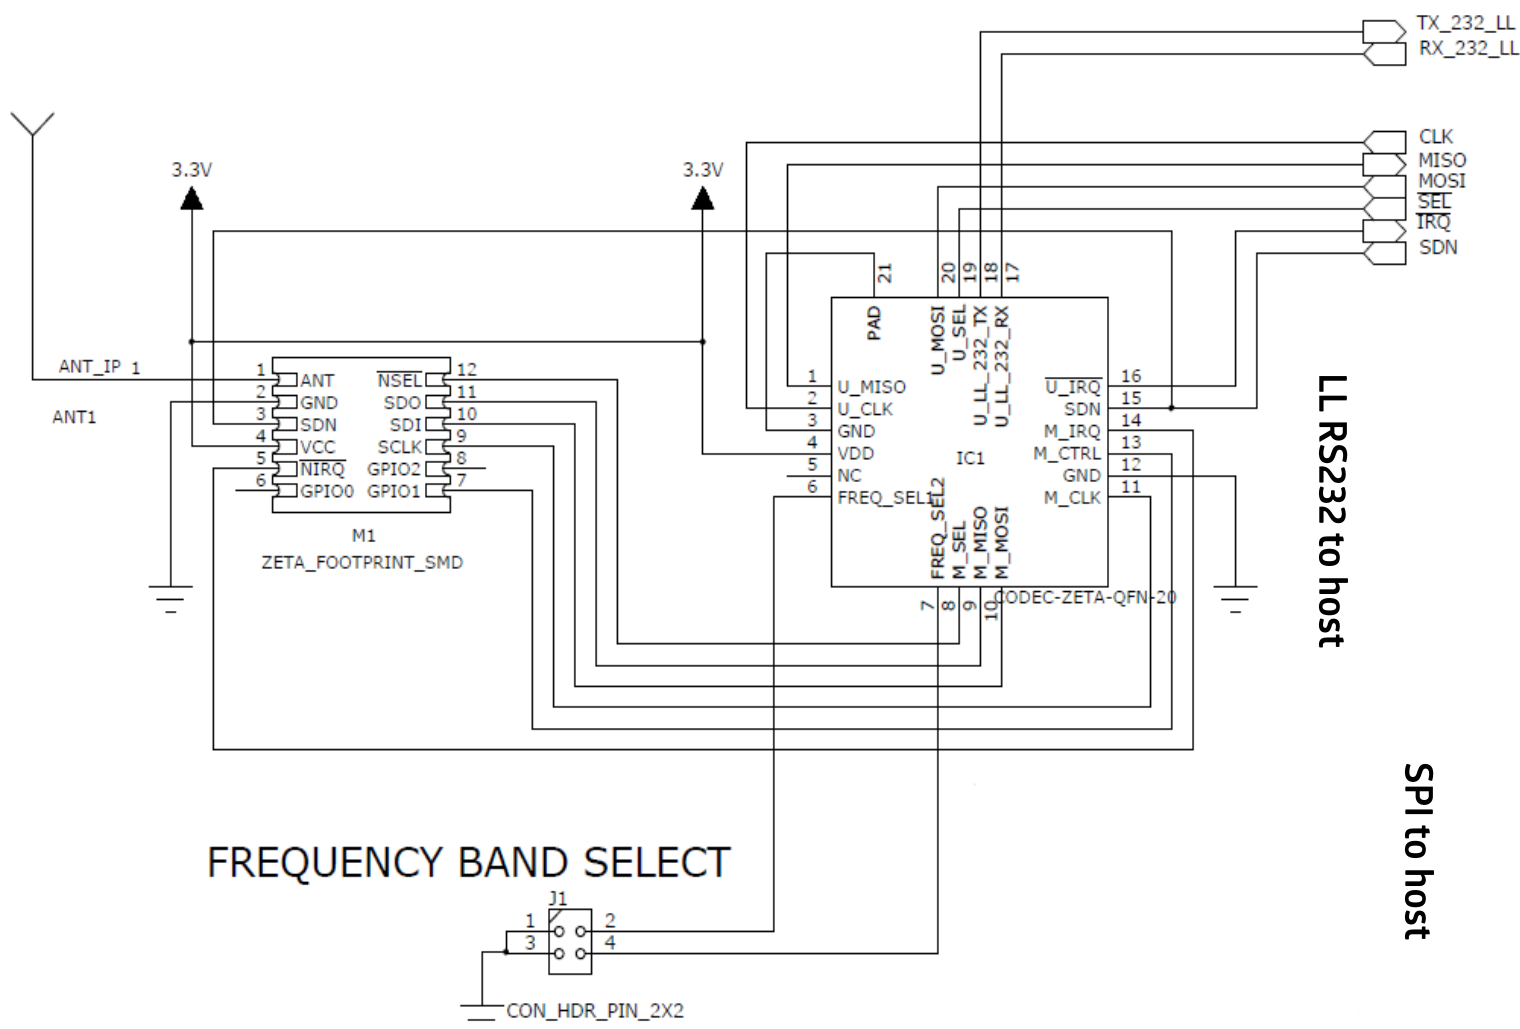 TX_232_LL
RX_232_LL
CLK
MISO
MOSI
SEL
IRQ
SDN
3.3V
3.3V
21
20
19
18
17
PAD
U_MOSI
U_SEL
U_LL_232_TX
U_LL_232_RX
ANT_IP 1
ANT1
1
ANT
2
GND
3
SDN
4
VCC
5
NIRQ
6
GPIO0
12
NSEL
11
SDO
10
SDI
9
SCLK
8
GPIO2
7
GPIO1
M1
ZETA_FOOTPRINT_SMD
1
U_MISO
2
U_CLK
3
GND
4
VDD
5
NC
6
FREQ_SEL1
IC1
16
U_IRQ
15
SDN
14
M_IRQ
13
M_CTRL
12
GND
11
M_CLK
FREQ_SEL2
M_SEL
M_MISO
M_MOSI
7
8
9
10
CODEC-ZETA-QFN-20
LL RS232 to host
SPI to host
FREQUENCY BAND SELECT
J1
1
2
3
4
CON_HDR_PIN_2X2